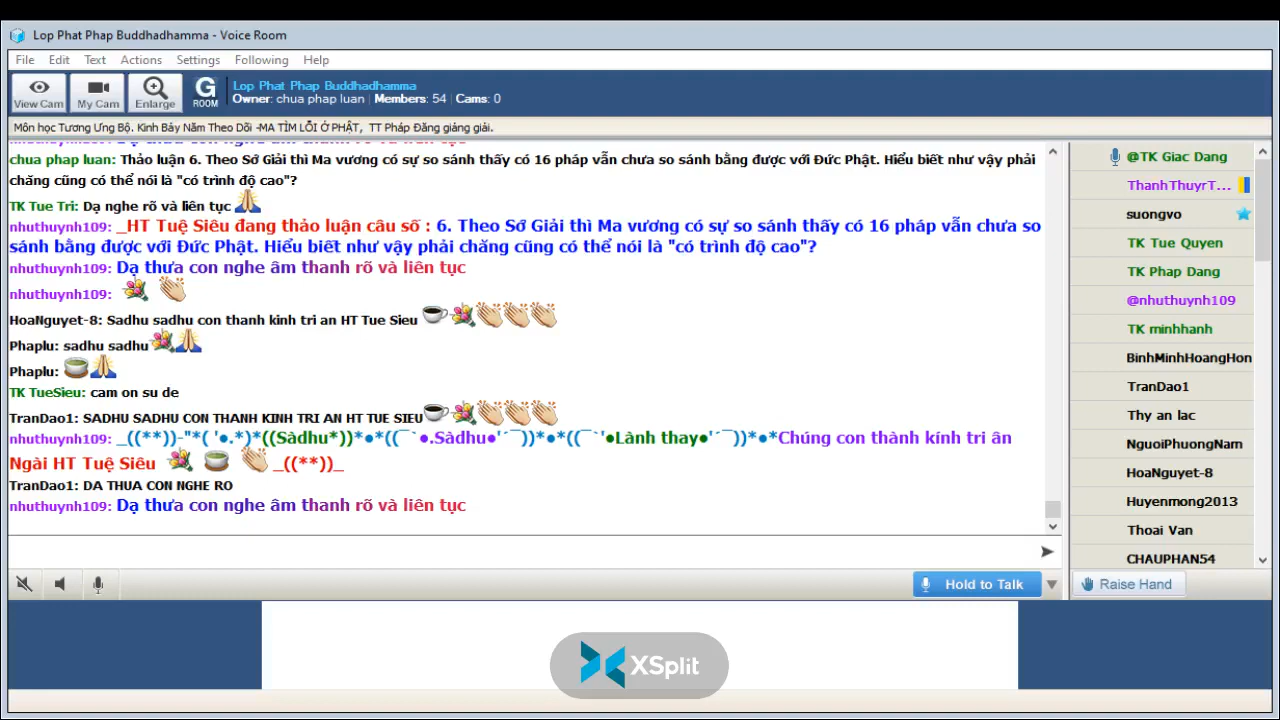 Lop Phat Phap Buddhadhamma - Voice Room
File Edit Text Actions Settings Following Help
View Cam My Cam Enlarge G ROOM
Lop Phat Phap Buddhadhamma
Owner: chua phap luan | Members: 54 | Cams: 0
Môn học Tương Ưng Bộ. Kinh Bảy Năm Theo Dõi -MA TÌM LỖI Ở PHẬT, TT Pháp Đăng giảng giải.
chua phap luan: Thảo luận 6. Theo Sớ Giải thì Ma vương có sự so sánh thấy có 16 pháp vẫn chưa so sánh bằng được với Đức Phật. Hiểu biết như vậy phải
chăng cũng có thể nói là "có trình độ cao"?
TK Tue Tri: Dạ nghe rõ và liên tục
nhuthuynh109: _HT Tuệ Siêu đang thảo luận câu số : 6. Theo Sớ Giải thì Ma vương có sự so sánh thấy có 16 pháp vẫn chưa so
sánh bằng được với Đức Phật. Hiểu biết như vậy phải chăng cũng có thể nói là "có trình độ cao"?
nhuthuynh109: Dạ thưa con nghe âm thanh rõ và liên tục
nhuthuynh109:
HoaNguyet-8: Sadhu sadhu con thanh kinh tri an HT Tue Sieu
Phaplu: sadhu sadhu
Phaplu:
TK TueSieu: cam on su de
TranDao1: SADHU SADHU CON THANH KINH TRI AN HT TUE SIEU
nhuthuynh109: _((**))-"*( '●.*)*((Sàdhu*))*●*((¯`●.Sàdhu●'´¯))*●*((¯`'●Lành thay●'´¯))*●*Chúng con thành kính tri ân
Ngài HT Tuệ Siêu _((**))_
TranDao1: DA THUA CON NGHE RO
nhuthuynh109: Dạ thưa con nghe âm thanh rõ và liên tục
@TK Giac Dang
ThanhThuyrT...
suongvo
TK Tue Quyen
TK Phap Dang
@nhuthuynh109
TK minhhanh
BinhMinhHoangHon
TranDao1
Thy an lac
NguoiPhuongNam
HoaNguyet-8
Huyenmong2013
Thoai Van
CHAUPHAN54
Hold to Talk
Raise Hand
XSplit